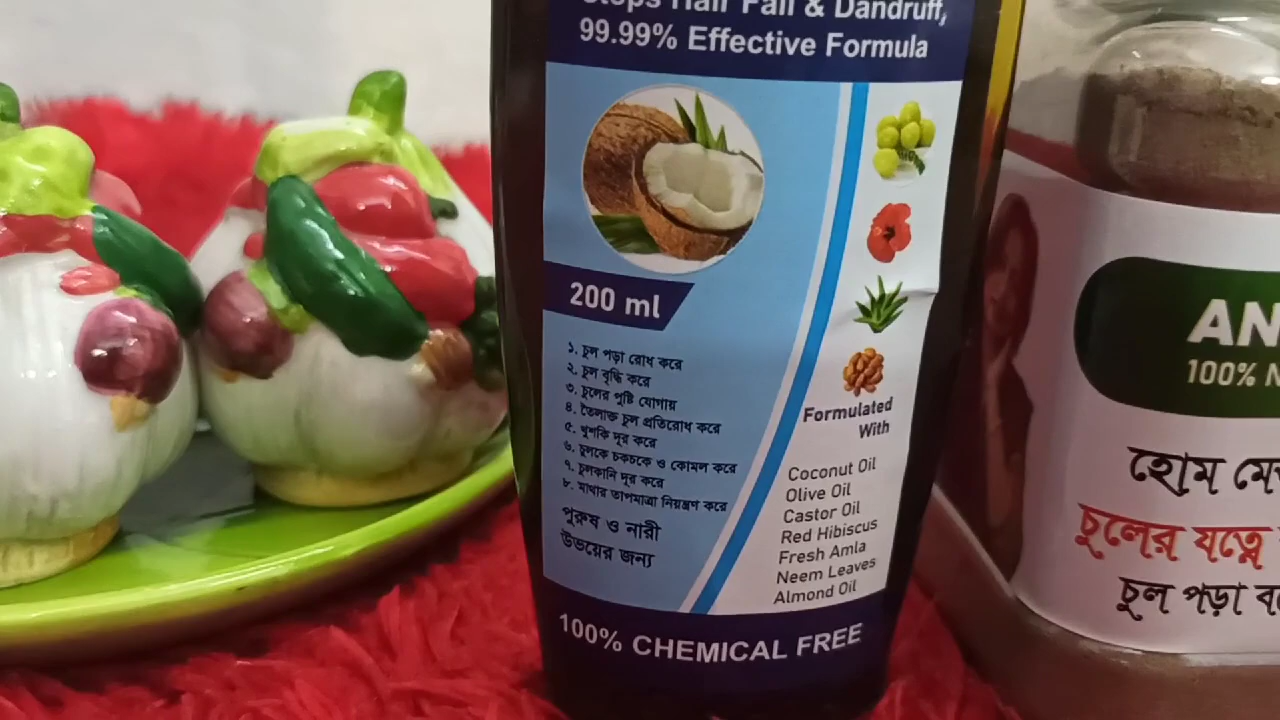 Stops Hair Fall & Dandruff,
99.99% Effective Formula
200 ml
১. চুল পড়া রোধ করে
২. চুল বৃদ্ধি করে
৩. চুলের পুষ্টি যোগায়
৪. তৈলাক্ত চুল প্রতিরোধ করে
৫. খুশকি দূর করে
৬. চুলকে চকচকে ও কোমল করে
৭. চুলকানি দূর করে
৮. মাথার তাপমাত্রা নিয়ন্ত্রণ করে
পুরুষ ও নারী
উভয়ের জন্য
Formulated
With
Coconut Oil
Olive Oil
Castor Oil
Red Hibiscus
Fresh Amla
Neem Leaves
Almond Oil
100% CHEMICAL FREE
AN
100% N
হোম
চুলের যত্নে
চুল পড়া